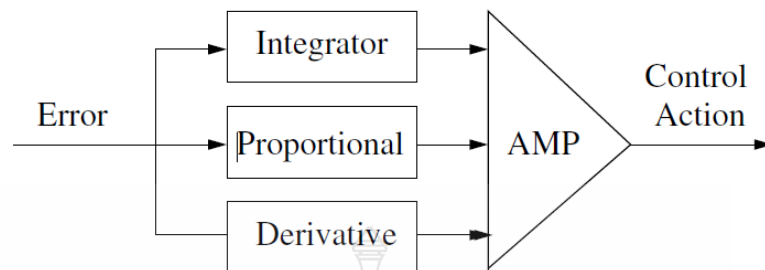 Integrator
Error
Proportional
Derivative
AMP
Control
Action